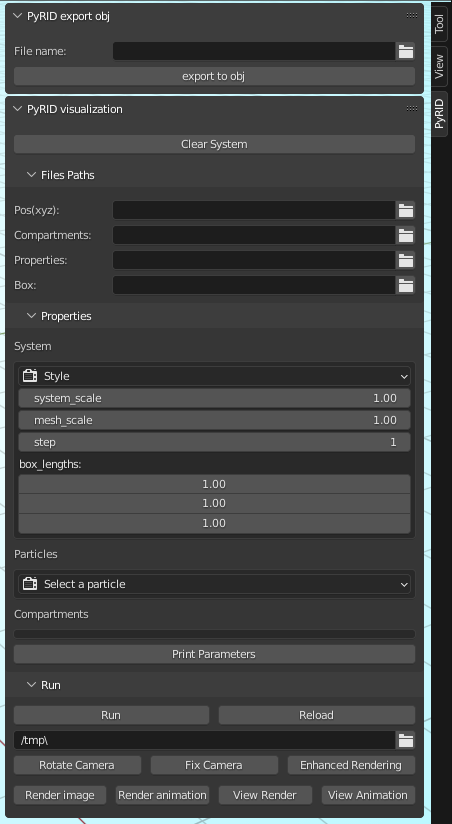 PyRID export obj
File name:
export to obj
PyRID visualization
Clear System
Files Paths
Pos(xyz):
Compartments:
Properties:
Box:
Properties
System
Style
system_scale 1.00
mesh_scale 1.00
step 1
box_lengths:
1.00
1.00
1.00
Particles
Select a particle
Compartments
Print Parameters
Run
Run Reload
/tmp\
Rotate Camera Fix Camera Enhanced Rendering
Render image Render animation View Render View Animation
Tool
View
PyRID